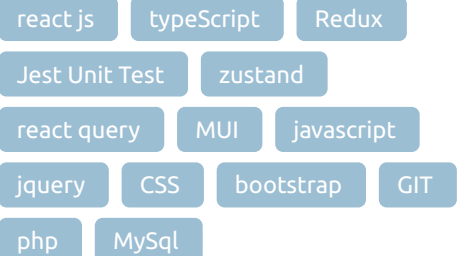 react js typeScript Redux
Jest Unit Test zustand
react query MUI javascript
jquery CSS bootstrap GIT
php MySql